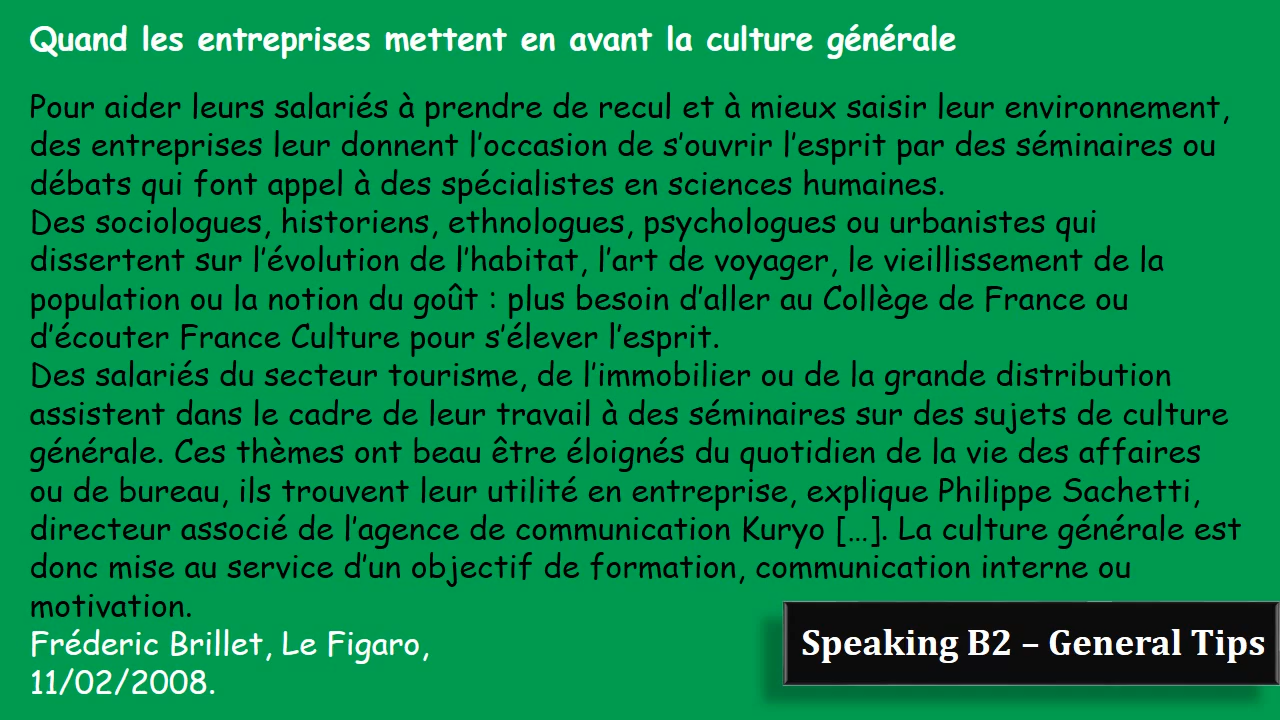 Quand les entreprises mettent en avant la culture générale
Pour aider leurs salariés à prendre de recul et à mieux saisir leur environnement,
des entreprises leur donnent l’occasion de s’ouvrir l’esprit par des séminaires ou
débats qui font appel à des spécialistes en sciences humaines.
Des sociologues, historiens, ethnologues, psychologues ou urbanistes qui
dissertent sur l’évolution de l’habitat, l’art de voyager, le vieillissement de la
population ou la notion du goût : plus besoin d’aller au Collège de France ou
d’écouter France Culture pour s’élever l’esprit.
Des salariés du secteur tourisme, de l’immobilier ou de la grande distribution
assistent dans le cadre de leur travail à des séminaires sur des sujets de culture
générale. Ces thèmes ont beau être éloignés du quotidien de la vie des affaires
ou de bureau, ils trouvent leur utilité en entreprise, explique Philippe Sachetti,
directeur associé de l’agence de communication Kuryo […]. La culture générale est
donc mise au service d’un objectif de formation, communication interne ou
motivation.
Fréderic Brillet, Le Figaro,
11/02/2008.
Speaking B2 – General Tips